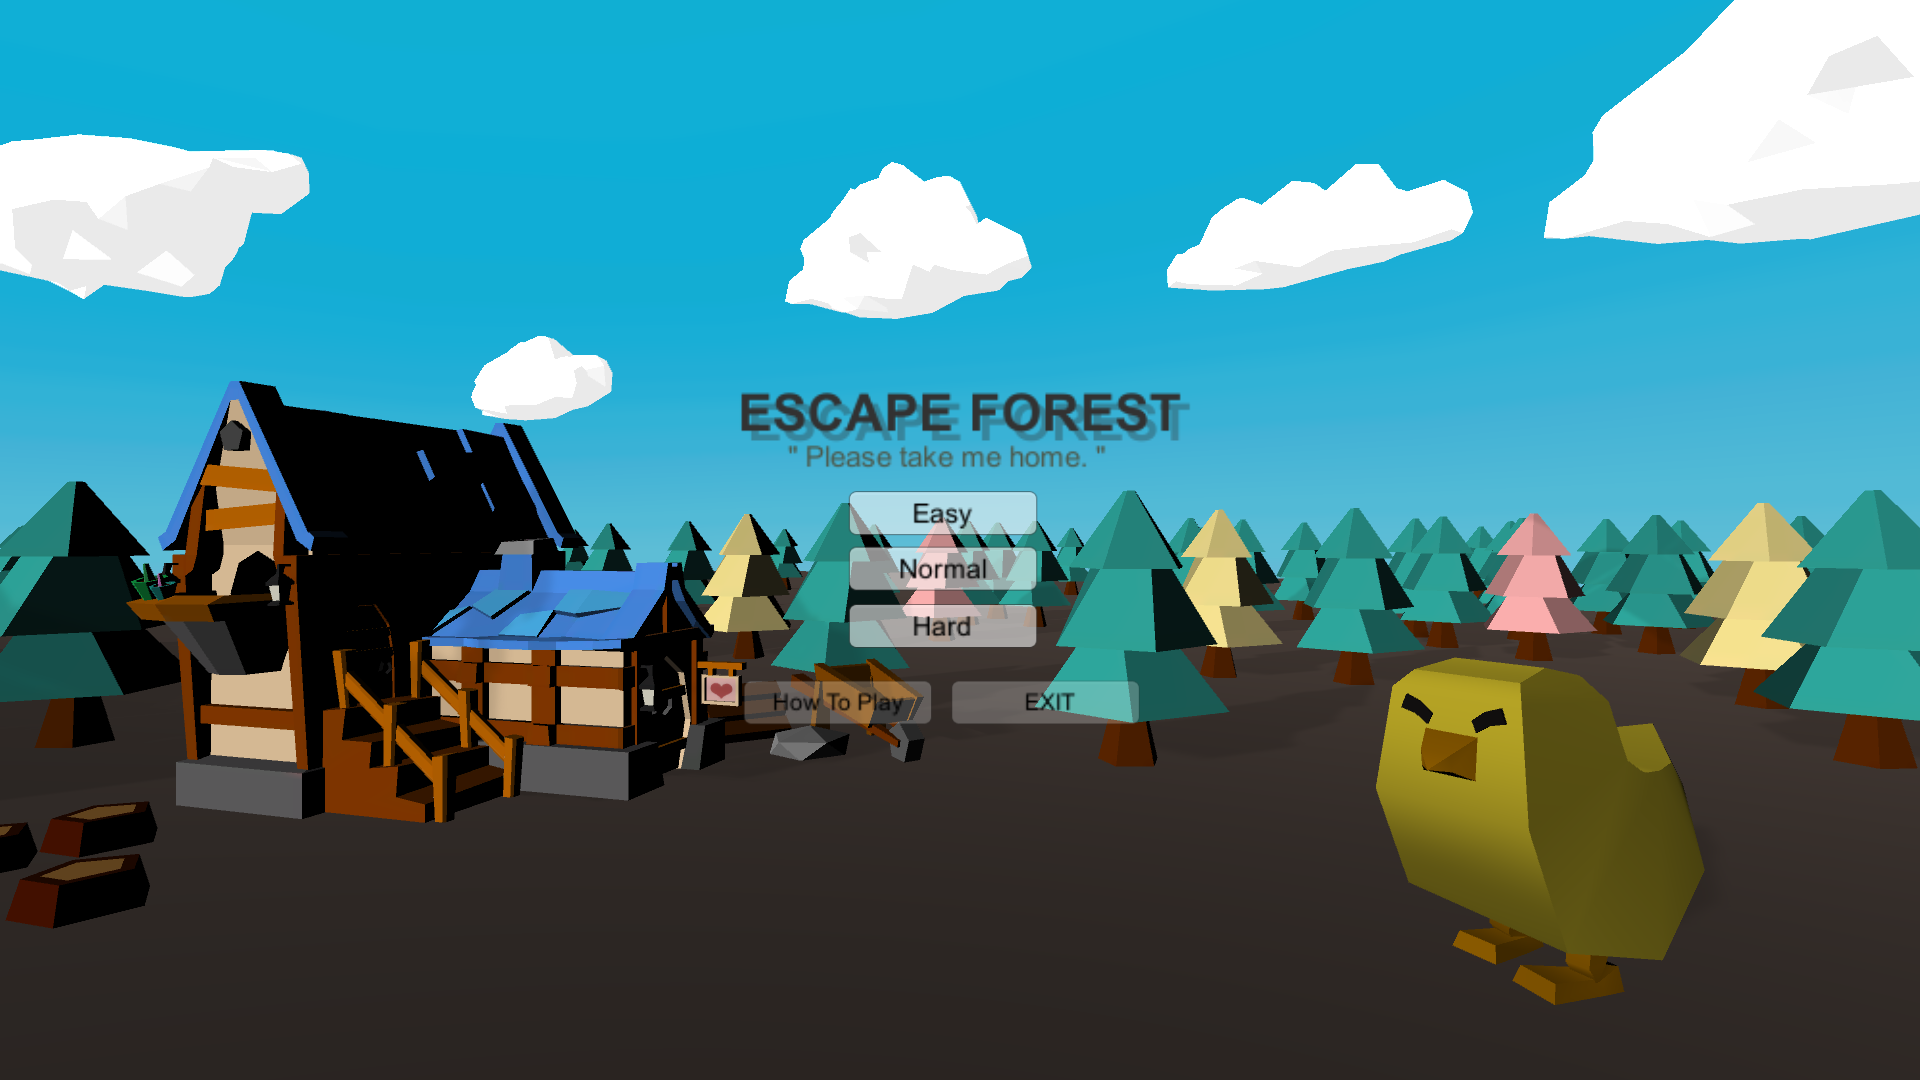 ESCAPE FOREST
" Please take me home. "
Easy
Normal
Hard
How To Play
EXIT